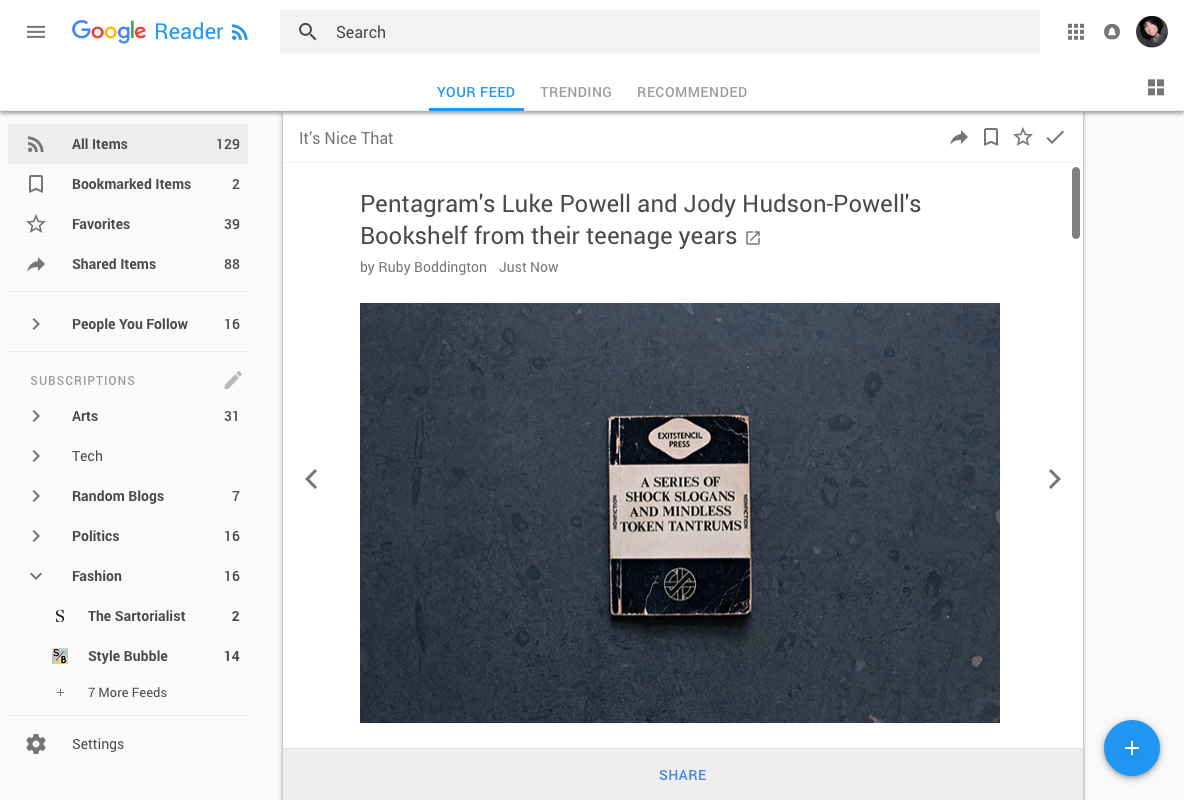 Google Reader
Search
YOUR FEED
TRENDING
RECOMMENDED
All Items 129
Bookmarked Items 2
Favorites 39
Shared Items 88
People You Follow 16
SUBSCRIPTIONS
Arts 31
Tech
Random Blogs 7
Politics 16
Fashion 16
S The Sartorialist 2
S/B Style Bubble 14
+ 7 More Feeds
Settings
It's Nice That
Pentagram's Luke Powell and Jody Hudson-Powell's
Bookshelf from their teenage years
by Ruby Boddington Just Now
EXITSTENCIL
PRESS
A SERIES OF
SHOCK SLOGANS
AND MINDLESS
TOKEN TANTRUMS
NONFICTION
NONFICTION
SHARE